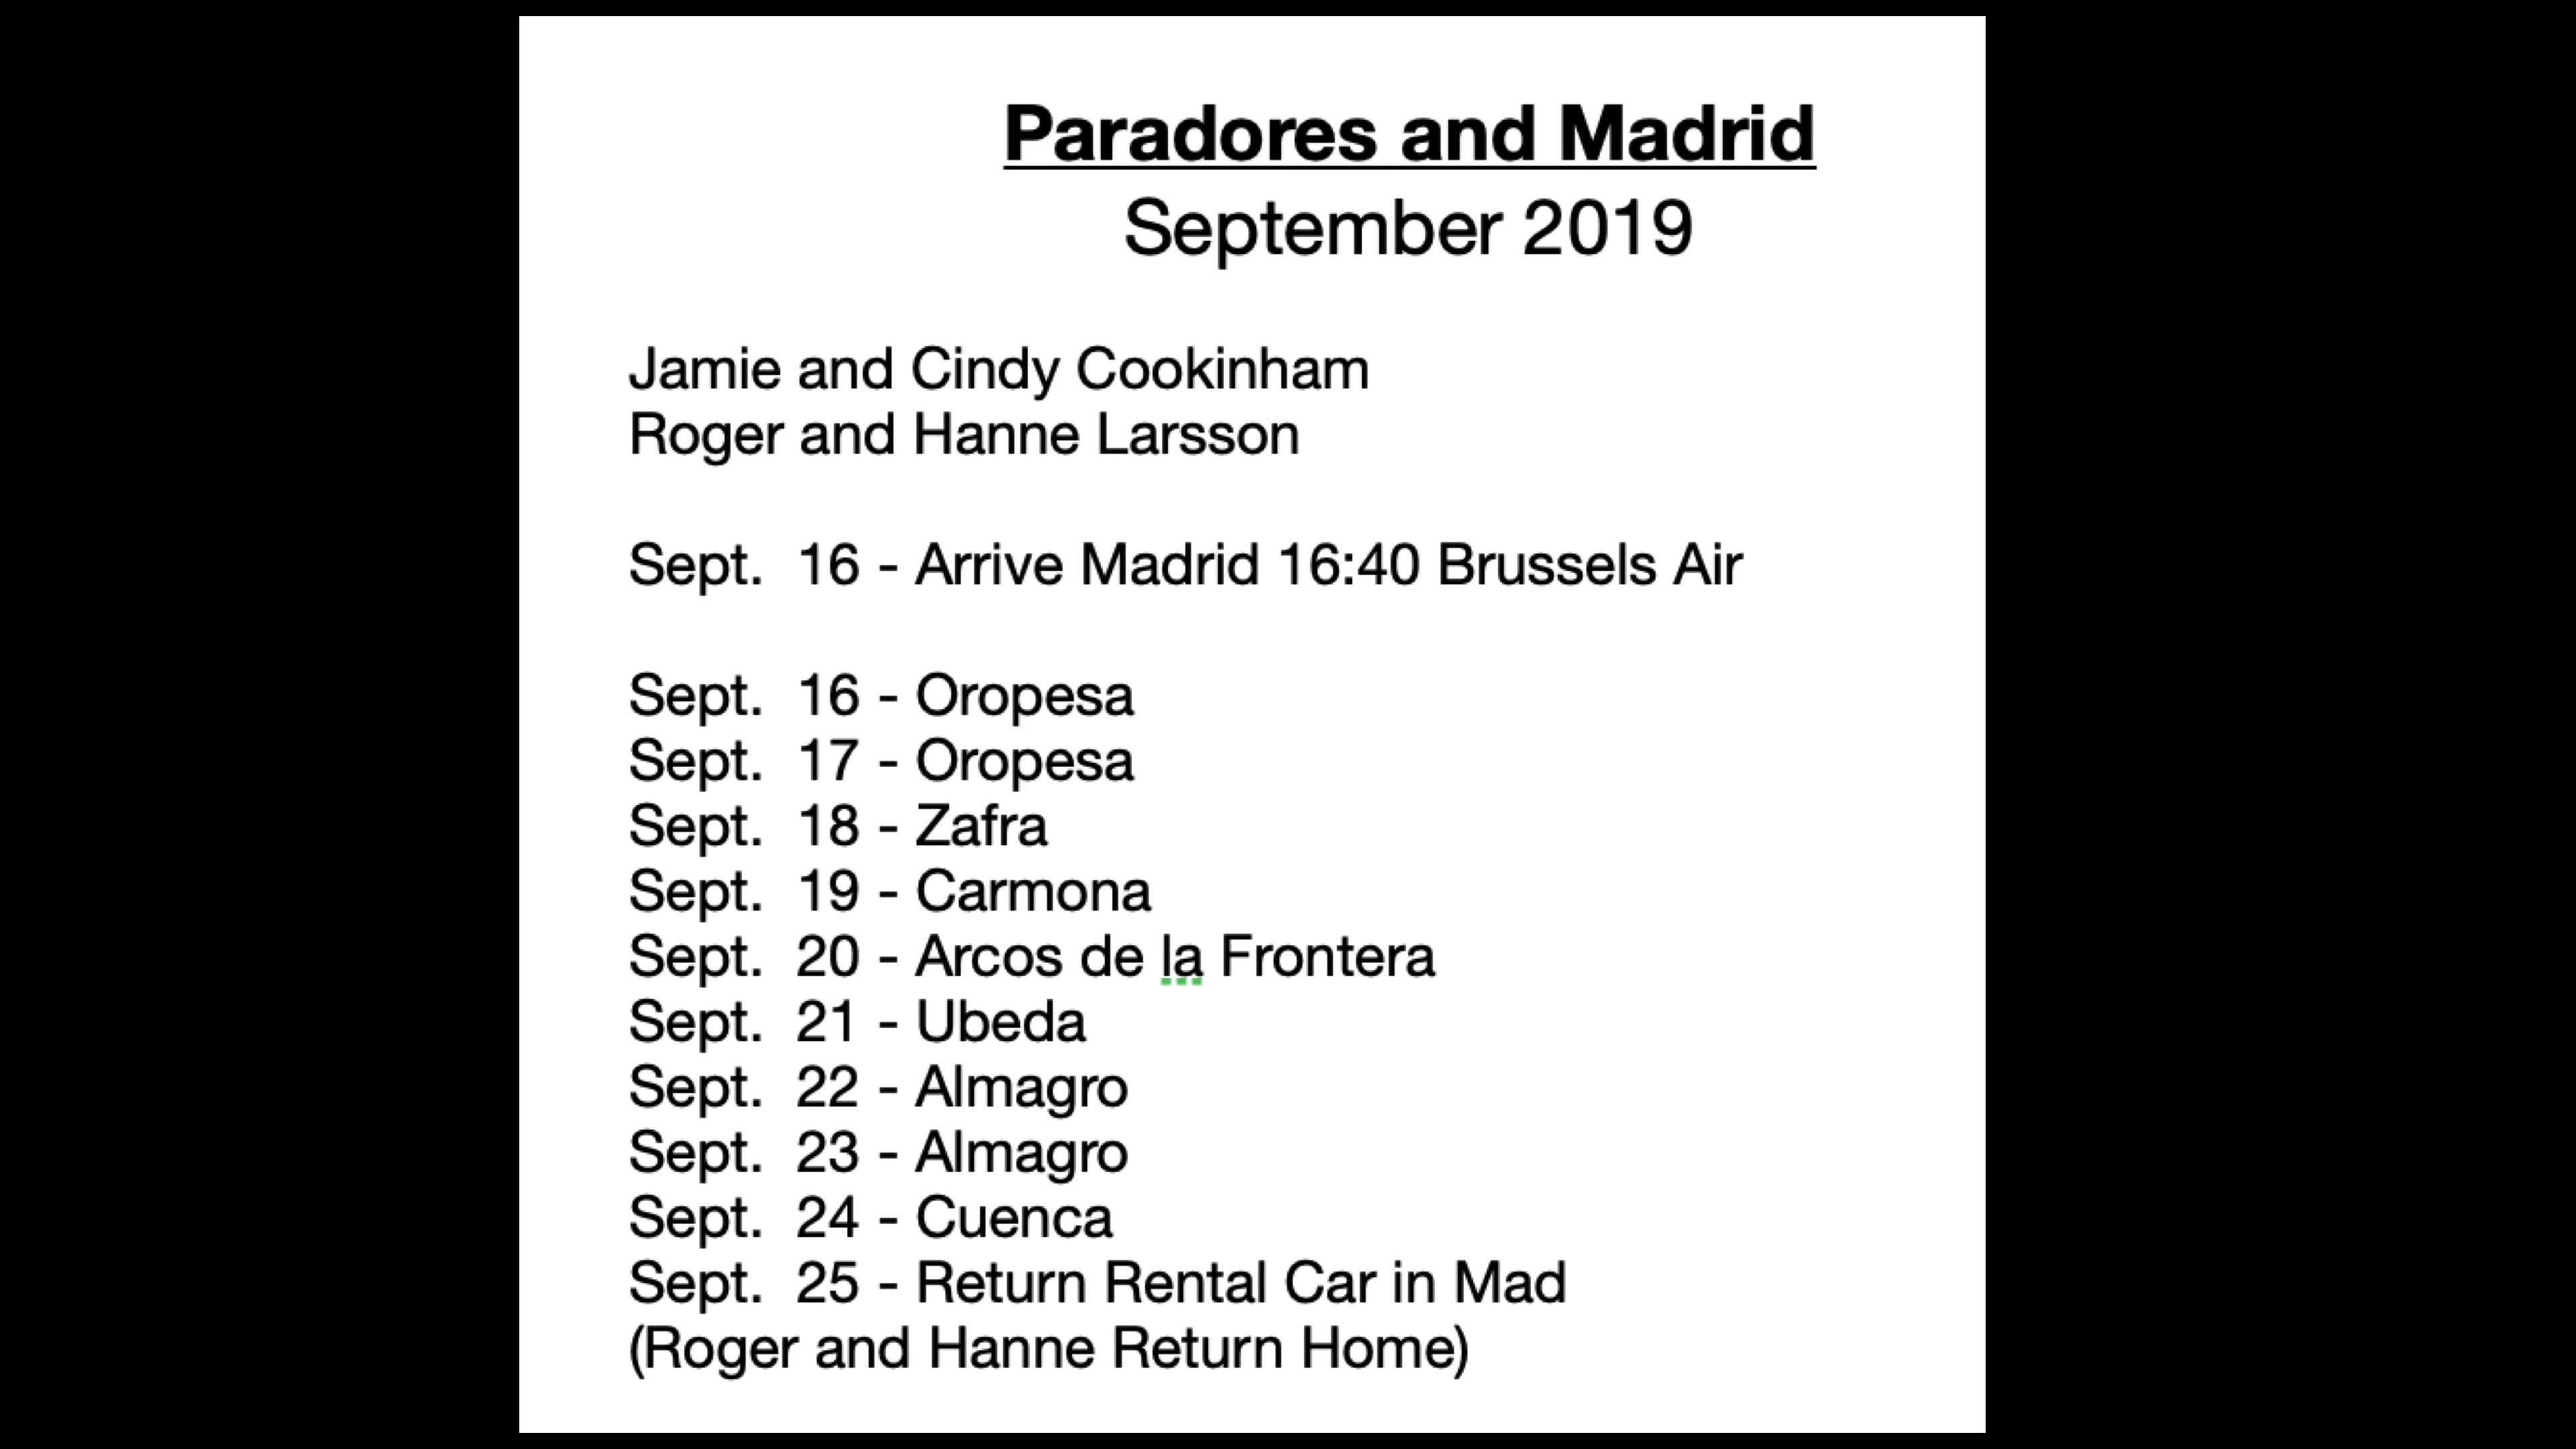 Paradores and Madrid
September 2019
Jamie and Cindy Cookinham
Roger and Hanne Larsson
Sept. 16 - Arrive Madrid 16:40 Brussels Air
Sept. 16 - Oropesa
Sept. 17 - Oropesa
Sept. 18 - Zafra
Sept. 19 - Carmona
Sept. 20 - Arcos de la Frontera
Sept. 21 - Ubeda
Sept. 22 - Almagro
Sept. 23 - Almagro
Sept. 24 - Cuenca
Sept. 25 - Return Rental Car in Mad
(Roger and Hanne Return Home)